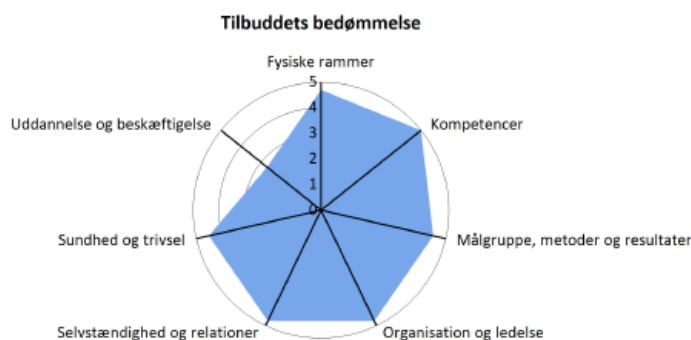 Tilbuddets bedømmelse
Fysiske rammer
5
4
3
2
1
0
Kompetencer
Målgruppe, metoder og resultater
Organisation og ledelse
Selvstændighed og relationer
Sundhed og trivsel
Uddannelse og beskæftigelse